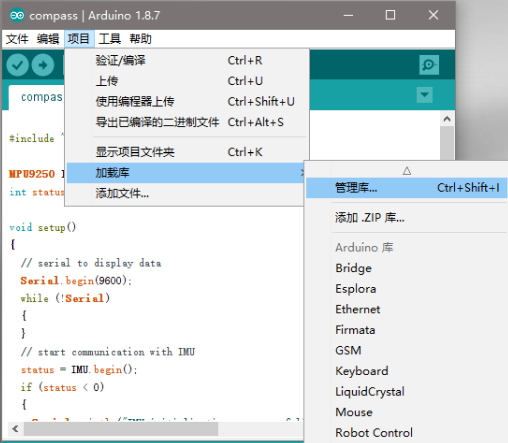 compass | Arduino 1.8.7
文件 编辑 项目 工具 帮助
验证/编译 Ctrl+R
上传 Ctrl+U
使用编程器上传 Ctrl+Shift+U
导出已编译的二进制文件 Ctrl+Alt+S
显示项目文件夹 Ctrl+K
加载库
添加文件...
管理库... Ctrl+Shift+I
添加 .ZIP 库...
Arduino 库
Bridge
Esplora
Ethernet
Firmata
GSM
Keyboard
LiquidCrystal
Mouse
Robot Control
compas
#include "
MPU9250
int status
void setup()
{
// serial to display data
Serial.begin(9600);
while (!Serial)
{
}
// start communication with IMU
status = IMU.begin();
if (status < 0)
{